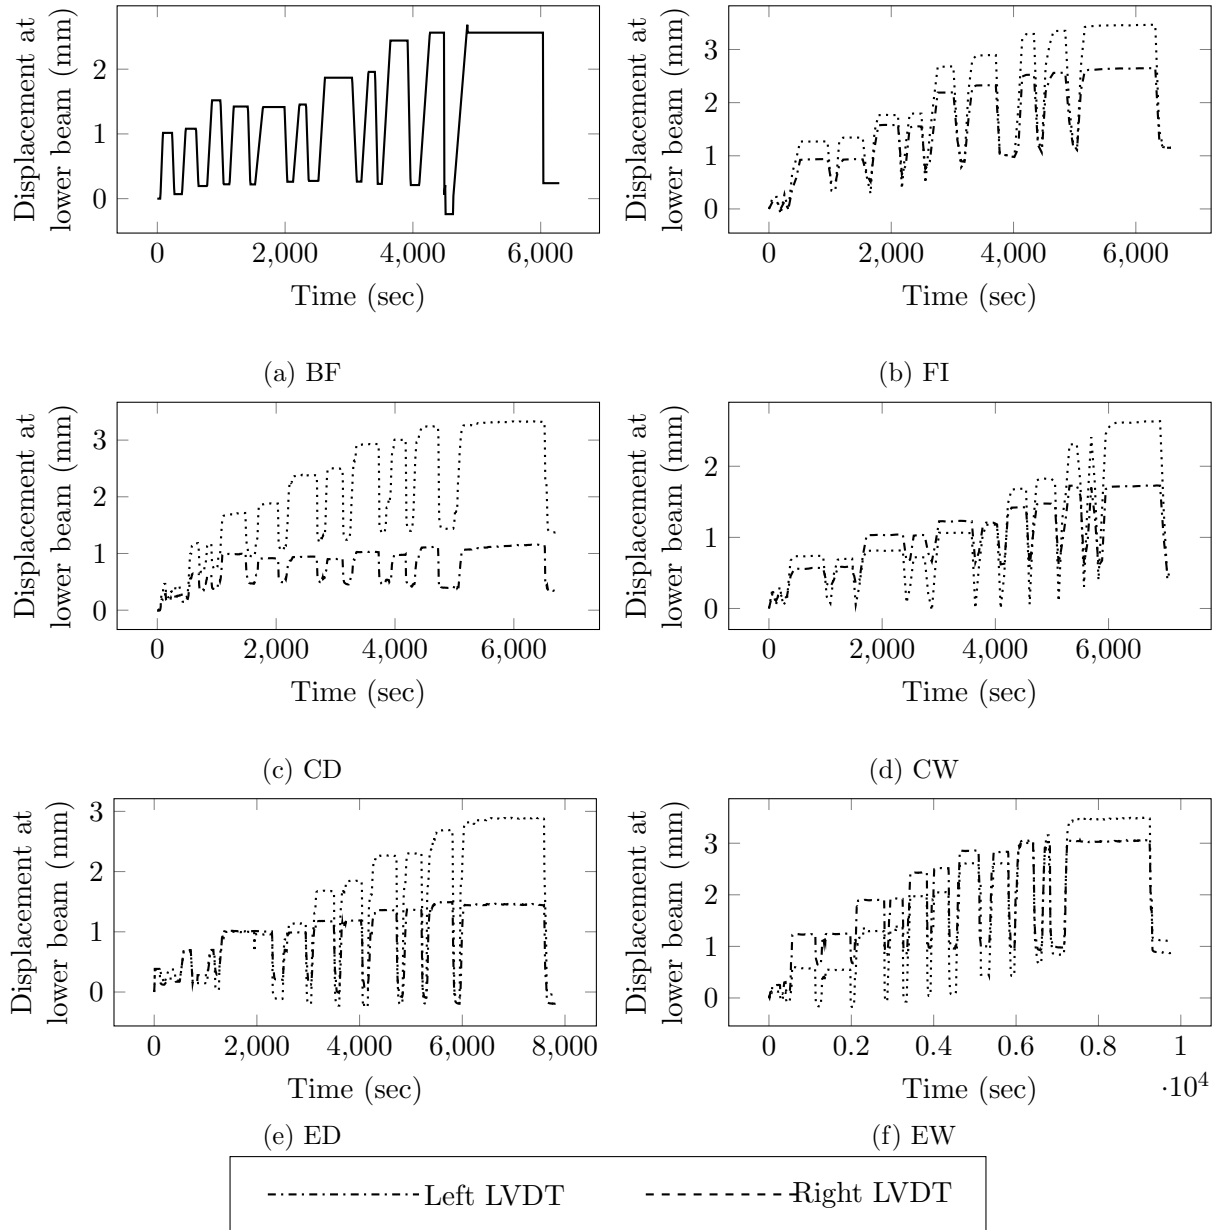 Displacement at
lower beam (mm)
2
1
0
0
2,000
4,000
6,000
Time (sec)
(a) BF
Displacement at
lower beam (mm)
3
2
1
0
0
2,000
4,000
6,000
Time (sec)
(b) FI
Displacement at
lower beam (mm)
3
2
1
0
0
2,000
4,000
6,000
Time (sec)
(c) CD
Displacement at
lower beam (mm)
2
1
0
0
2,000
4,000
6,000
Time (sec)
(d) CW
Displacement at
lower beam (mm)
3
2
1
0
0
2,000
4,000
6,000
8,000
Time (sec)
(e) ED
Displacement at
lower beam (mm)
3
2
1
0
0
0.2
0.4
0.6
0.8
1
·10⁴
Time (sec)
(f) EW
Left LVDT
Right LVDT